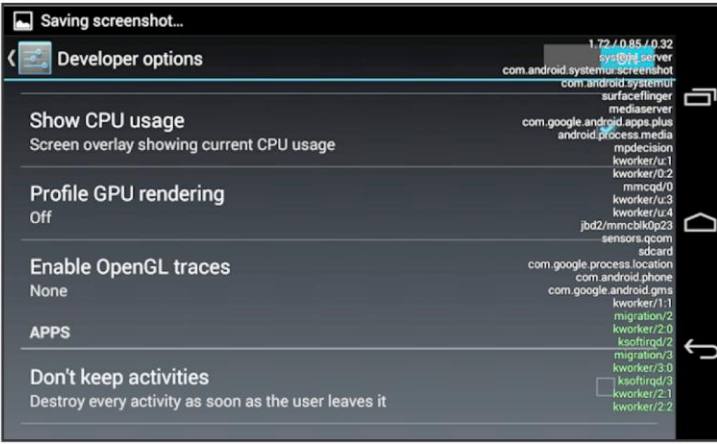 Saving screenshot...
Developer options
Show CPU usage
Screen overlay showing current CPU usage
Profile GPU rendering
Off
Enable OpenGL traces
None
APPS
Don't keep activities
Destroy every activity as soon as the user leaves it
1.72 / 0.85 / 0.32
system_server
com.android.systemui:screenshot
com.android.systemui
surfaceflinger
mediaserver
com.google.android.apps.plus
android.process.media
mpdecision
kworker/u:1
kworker/0:2
mmcqd/0
kworker/u:3
kworker/u:4
jbd2/mmcblk0p23
sensors.qcom
sdcard
com.google.process.location
com.android.phone
com.google.android.gms
kworker/1:1
migration/2
kworker/2:0
ksoftirqd/2
migration/3
kworker/3:0
ksoftirqd/3
kworker/2:1
kworker/2:2